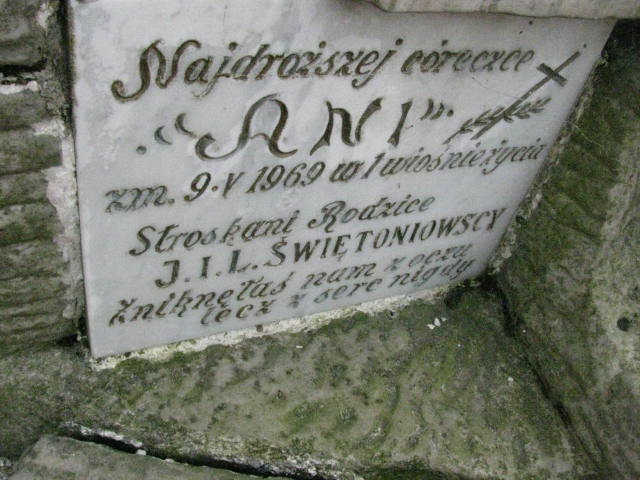 Najdroższej córeczce
"ANI"
zm. 9.V 1969 w 1 wiośnie życia
Stroskani Rodzice
J.I.L. ŚWIĘTONIOWSCY
zniknęłaś nam z oczu
lecz z serc nigdy